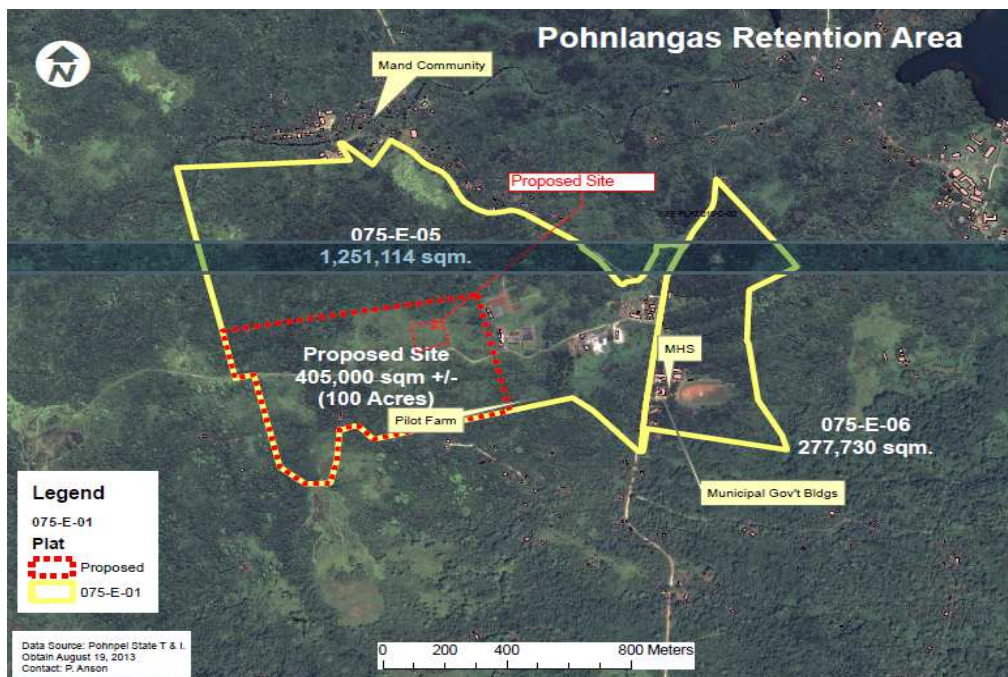 Pohnlangas Retention Area
N
Mand Community
Proposed Site
075-E-05
1,251,114 sqm.
Proposed Site
405,000 sqm +/-
(100 Acres)
Pilot Farm
MHS
075-E-06
277,730 sqm.
Municipal Gov't Bldgs
Legend
075-E-01
Plat
Proposed
075-E-01
Data Source: Pohnpei State T & I.
Obtain August 19, 2013
Contact: P. Anson
0 200 400 800 Meters